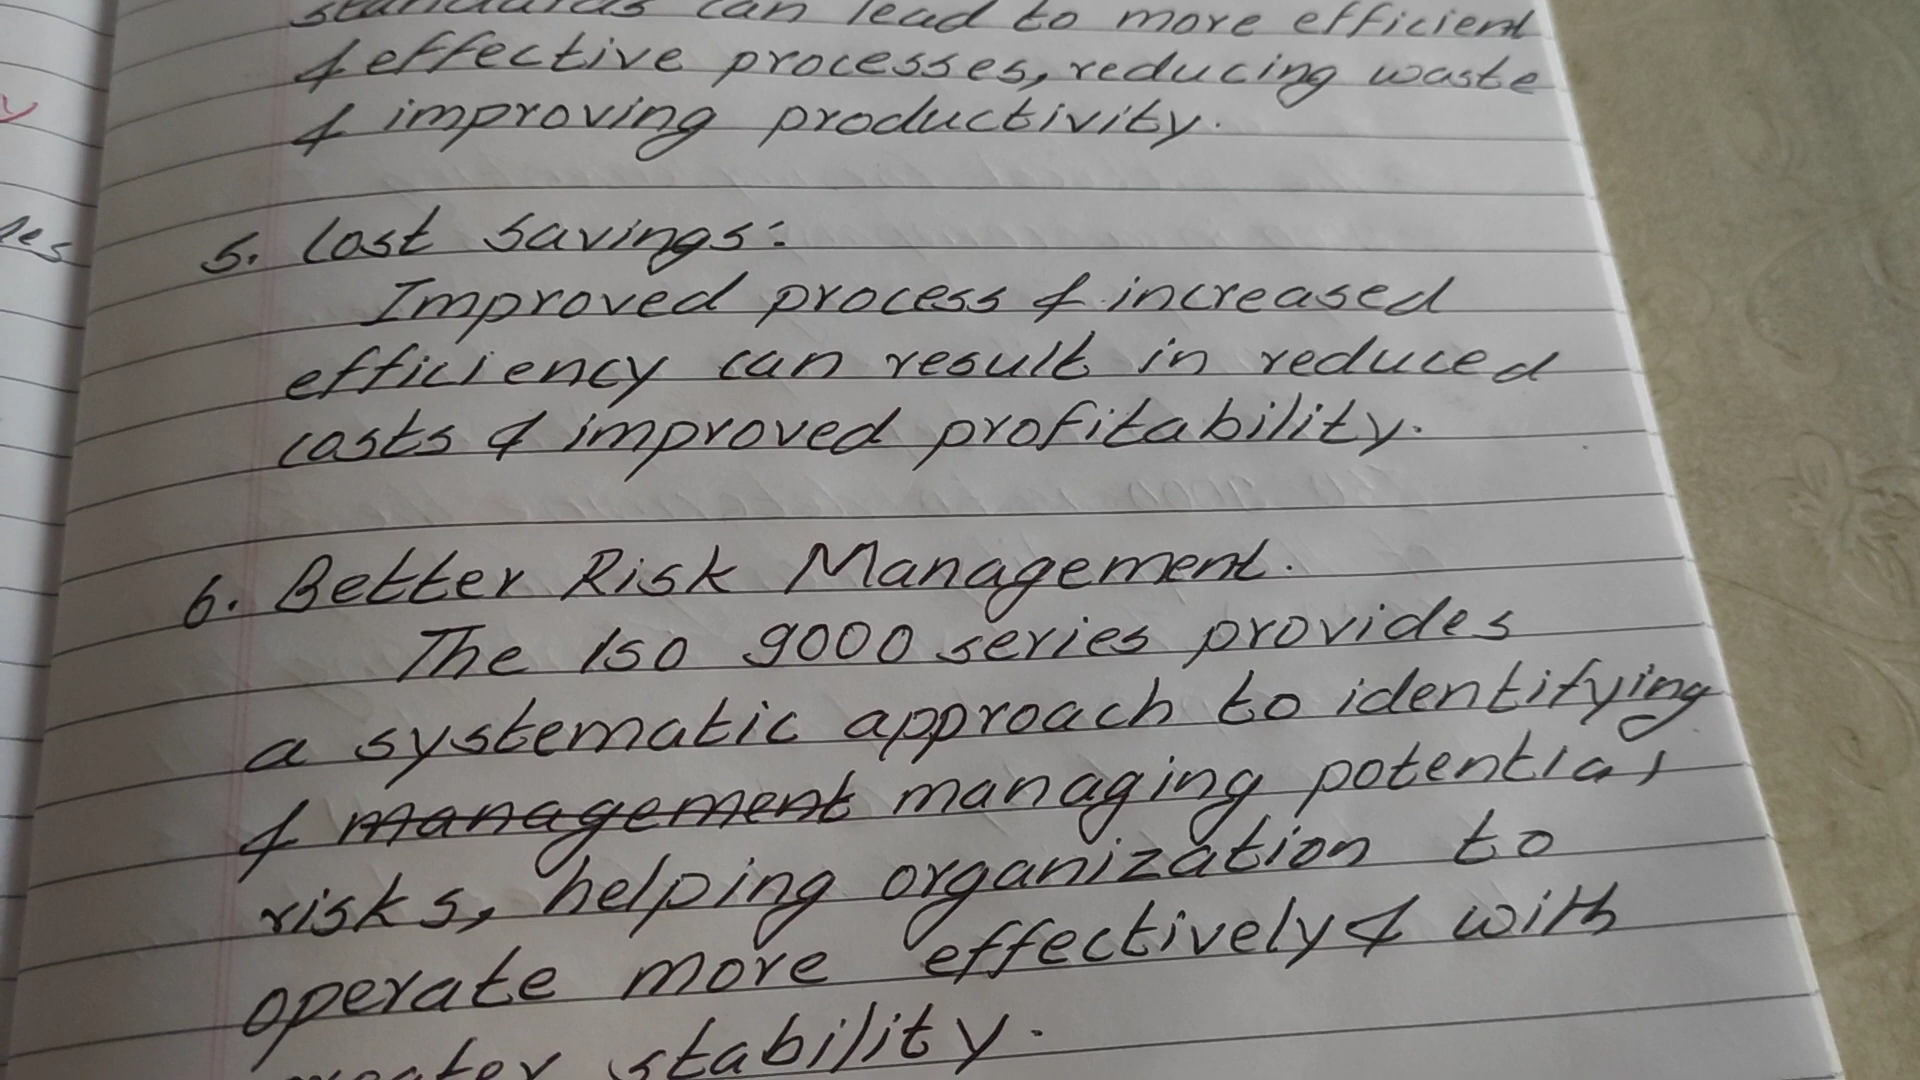 standards can lead to more efficient
& effective processes, reducing waste
& improving productivity.
5. Cost Savings:
Improved process & increased
efficiency can result in reduced
costs & improved profitability.
6. Better Risk Management.
The ISO 9000 series provides
a systematic approach to identifying
& management managing potential
risks, helping organization to
operate more effectively & with
greater stability.